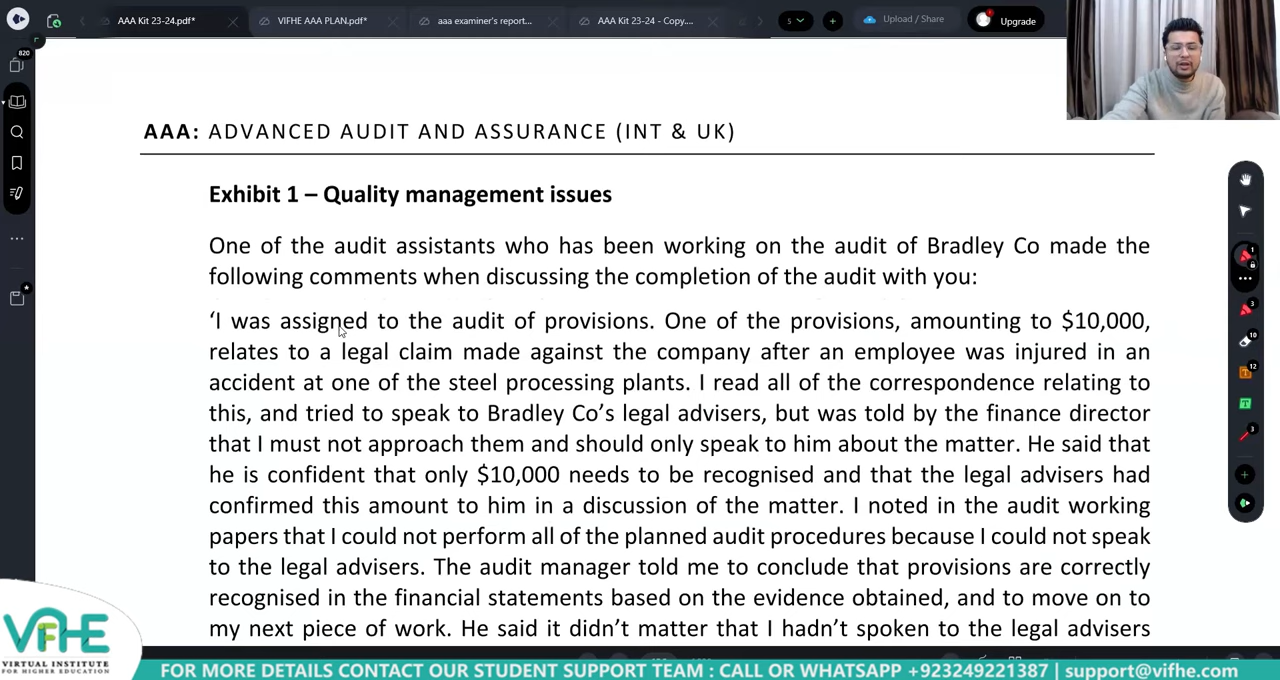 AAA Kit 23-24.pdf*
VIFHE AAA PLAN.pdf*
aaa examiner's report...
AAA Kit 23-24 - Copy....
5
Upload / Share
Upgrade
820
AAA: ADVANCED AUDIT AND ASSURANCE (INT & UK)
Exhibit 1 – Quality management issues
One of the audit assistants who has been working on the audit of Bradley Co made the
following comments when discussing the completion of the audit with you:
‘I was assigned to the audit of provisions. One of the provisions, amounting to $10,000,
relates to a legal claim made against the company after an employee was injured in an
accident at one of the steel processing plants. I read all of the correspondence relating to
this, and tried to speak to Bradley Co’s legal advisers, but was told by the finance director
that I must not approach them and should only speak to him about the matter. He said that
he is confident that only $10,000 needs to be recognised and that the legal advisers had
confirmed this amount to him in a discussion of the matter. I noted in the audit working
papers that I could not perform all of the planned audit procedures because I could not speak
to the legal advisers. The audit manager told me to conclude that provisions are correctly
recognised in the financial statements based on the evidence obtained, and to move on to
my next piece of work. He said it didn’t matter that I hadn’t spoken to the legal advisers
1
3
10
12
T
3
VIFHE
VIRTUAL INSTITUTE
FOR HIGHER EDUCATION
FOR MORE DETAILS CONTACT OUR STUDENT SUPPORT TEAM : CALL OR WHATSAPP +923249221387 | support@vifhe.com